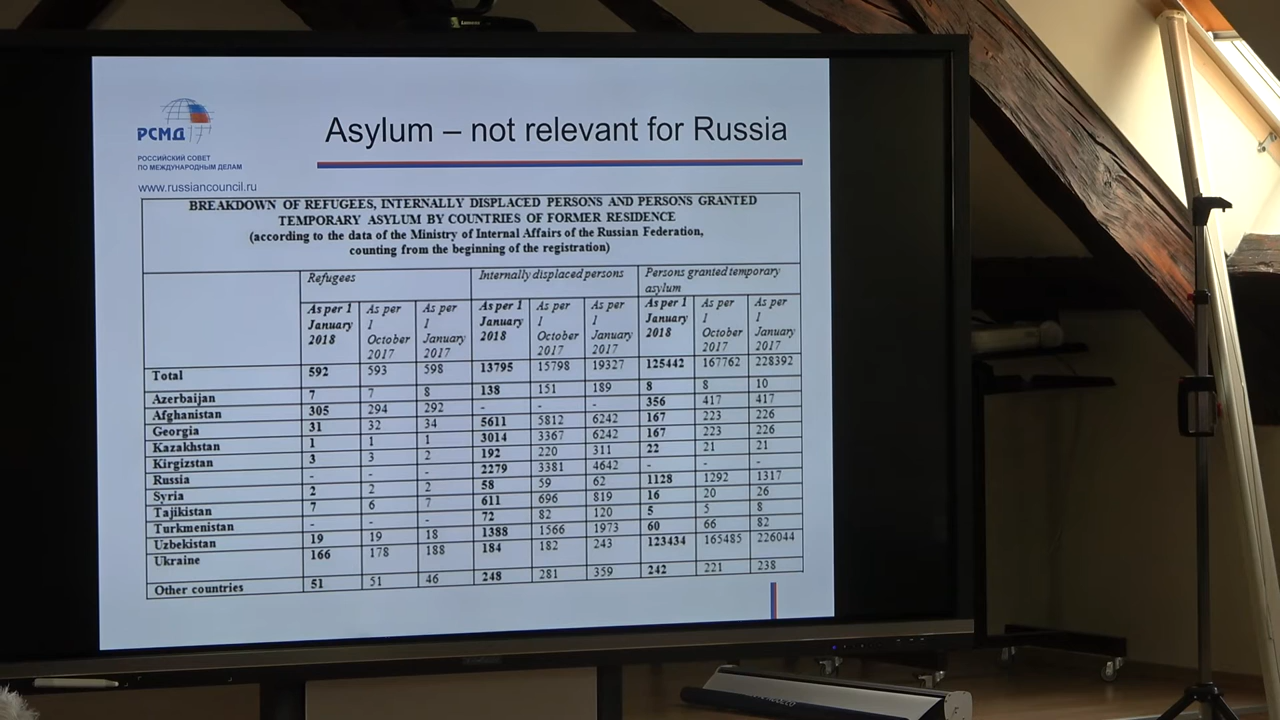 РСМД
РОССИЙСКИЙ СОВЕТ
ПО МЕЖДУНАРОДНЫМ ДЕЛАМ
www.russiancouncil.ru
Asylum – not relevant for Russia
BREAKDOWN OF REFUGEES, INTERNALLY DISPLACED PERSONS AND PERSONS GRANTED
TEMPORARY ASYLUM BY COUNTRIES OF FORMER RESIDENCE
(according to the data of the Ministry of Internal Affairs of the Russian Federation,
counting from the beginning of the registration)
Refugees Internally displaced persons Persons granted temporary asylum
As per 1 January 2018 As per 1 October 2017 As per 1 January 2017 As per 1 January 2018 As per 1 October 2017 As per 1 January 2017 As per 1 January 2018 As per 1 October 2017 As per 1 January 2017
Total 592 593 598 13795 15798 19327 125442 167762 228392
Azerbaijan 7 7 8 138 151 189 8 8 10
Afghanistan 305 294 292 - - - 356 417 417
Georgia 31 32 34 5611 5812 6242 167 223 226
Kazakhstan 1 1 1 3014 3367 6242 167 223 226
Kirgizstan 3 3 2 192 220 311 22 21 21
Russia - - - 2279 3381 4642 - - -
Syria 2 2 2 58 59 62 1128 1292 1317
Tajikistan 7 6 7 611 696 819 16 20 26
Turkmenistan - - - 72 82 120 5 5 8
Uzbekistan 19 19 18 1388 1566 1973 60 66 82
Ukraine 166 178 188 184 182 243 123434 165485 226044
Other countries 51 51 46 248 281 359 242 221 238